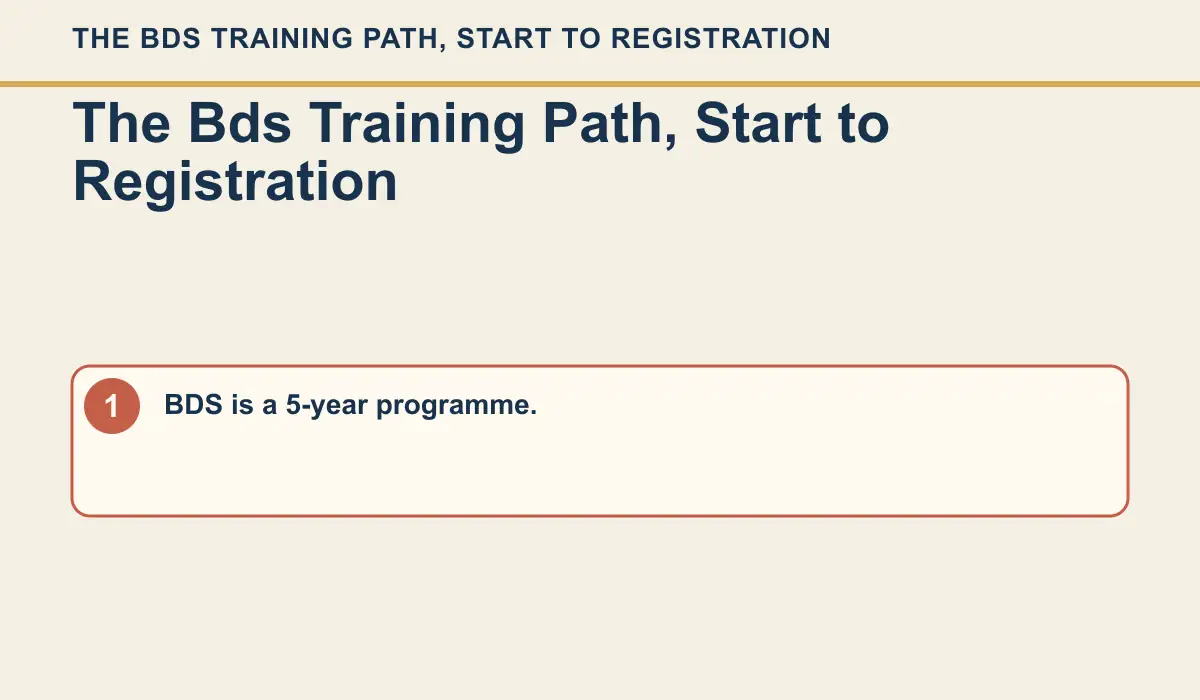 THE BDS TRAINING PATH, START TO REGISTRATION
The Bds Training Path, Start to
Registration
1 BDS is a 5-year programme.